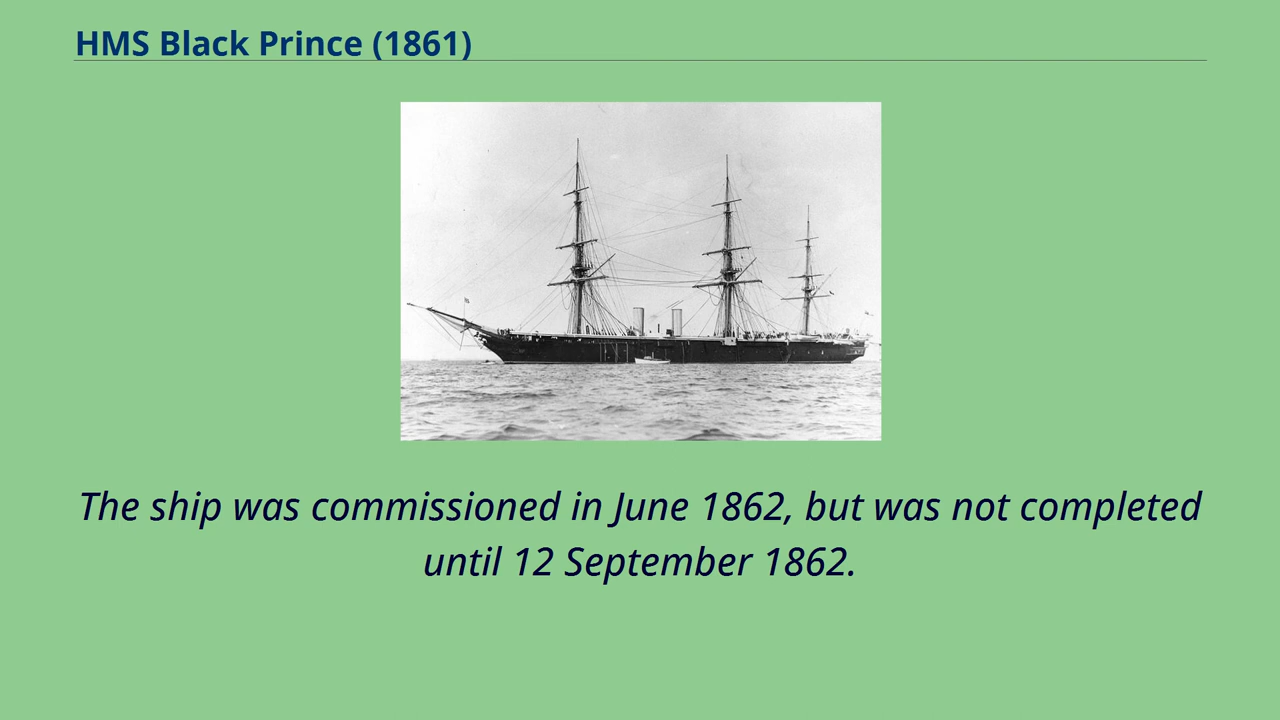 HMS Black Prince (1861)
The ship was commissioned in June 1862, but was not completed
until 12 September 1862.